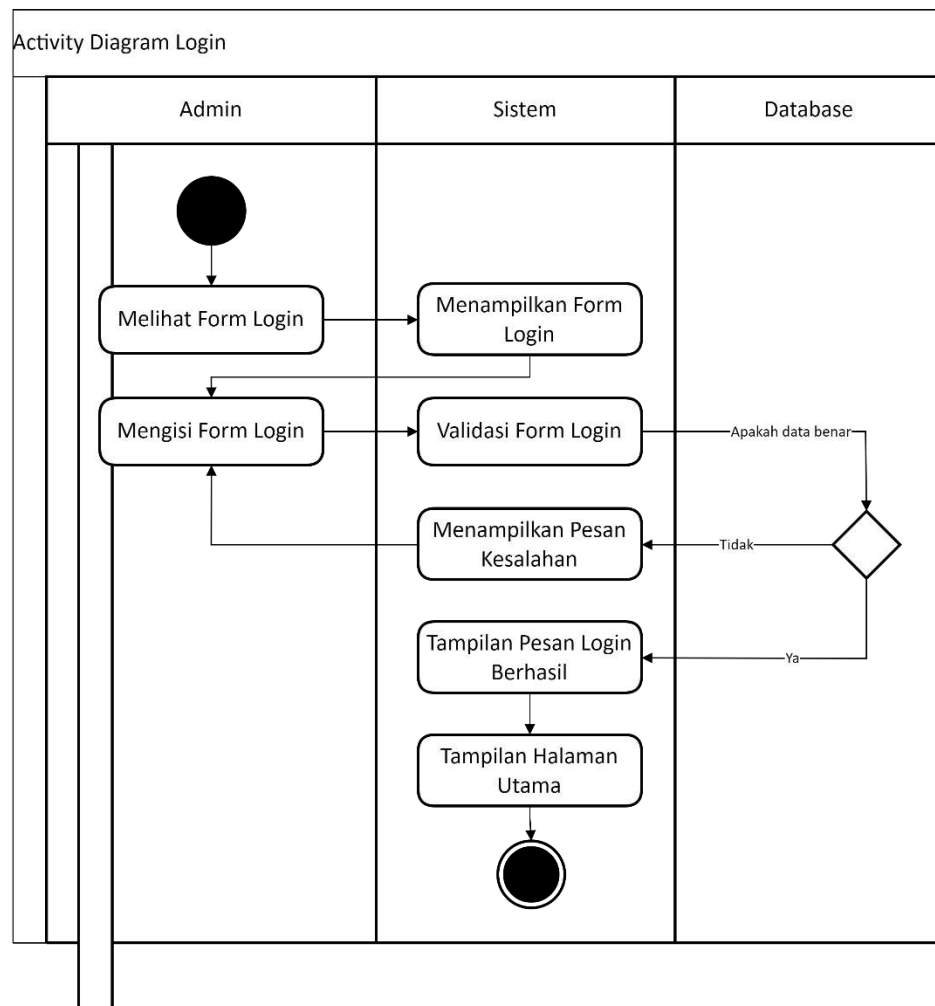 Activity Diagram Login
Admin
Sistem
Database
Melihat Form Login
Menampilkan Form
Login
Mengisi Form Login
Validasi Form Login
Apakah data benar
Menampilkan Pesan
Kesalahan
Tidak
Tampilan Pesan Login
Berhasil
Ya
Tampilan Halaman
Utama